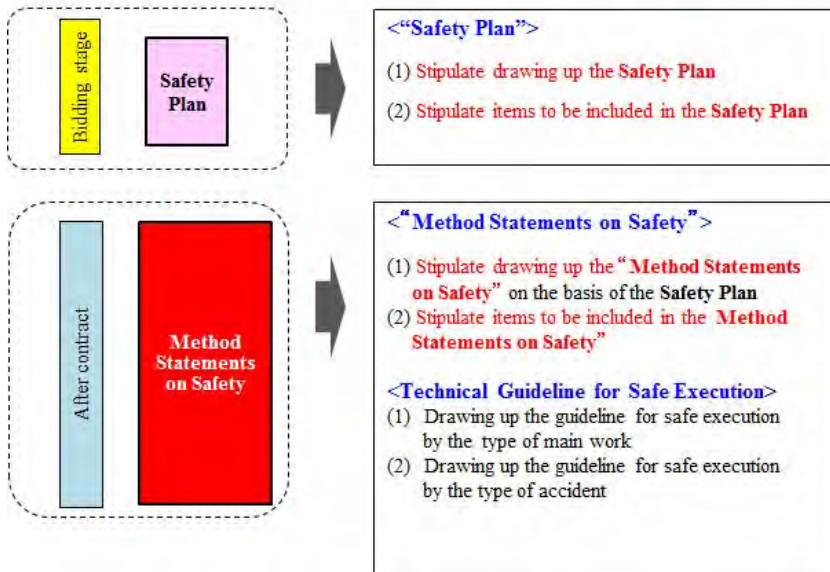 Bidding stage
Safety
Plan
<“Safety Plan”>
(1) Stipulate drawing up the Safety Plan
(2) Stipulate items to be included in the Safety Plan
After contract
Method
Statements
on Safety
<“Method Statements on Safety”>
(1) Stipulate drawing up the “Method Statements
on Safety” on the basis of the Safety Plan
(2) Stipulate items to be included in the Method
Statements on Safety”
<Technical Guideline for Safe Execution>
(1) Drawing up the guideline for safe execution
by the type of main work
(2) Drawing up the guideline for safe execution
by the type of accident